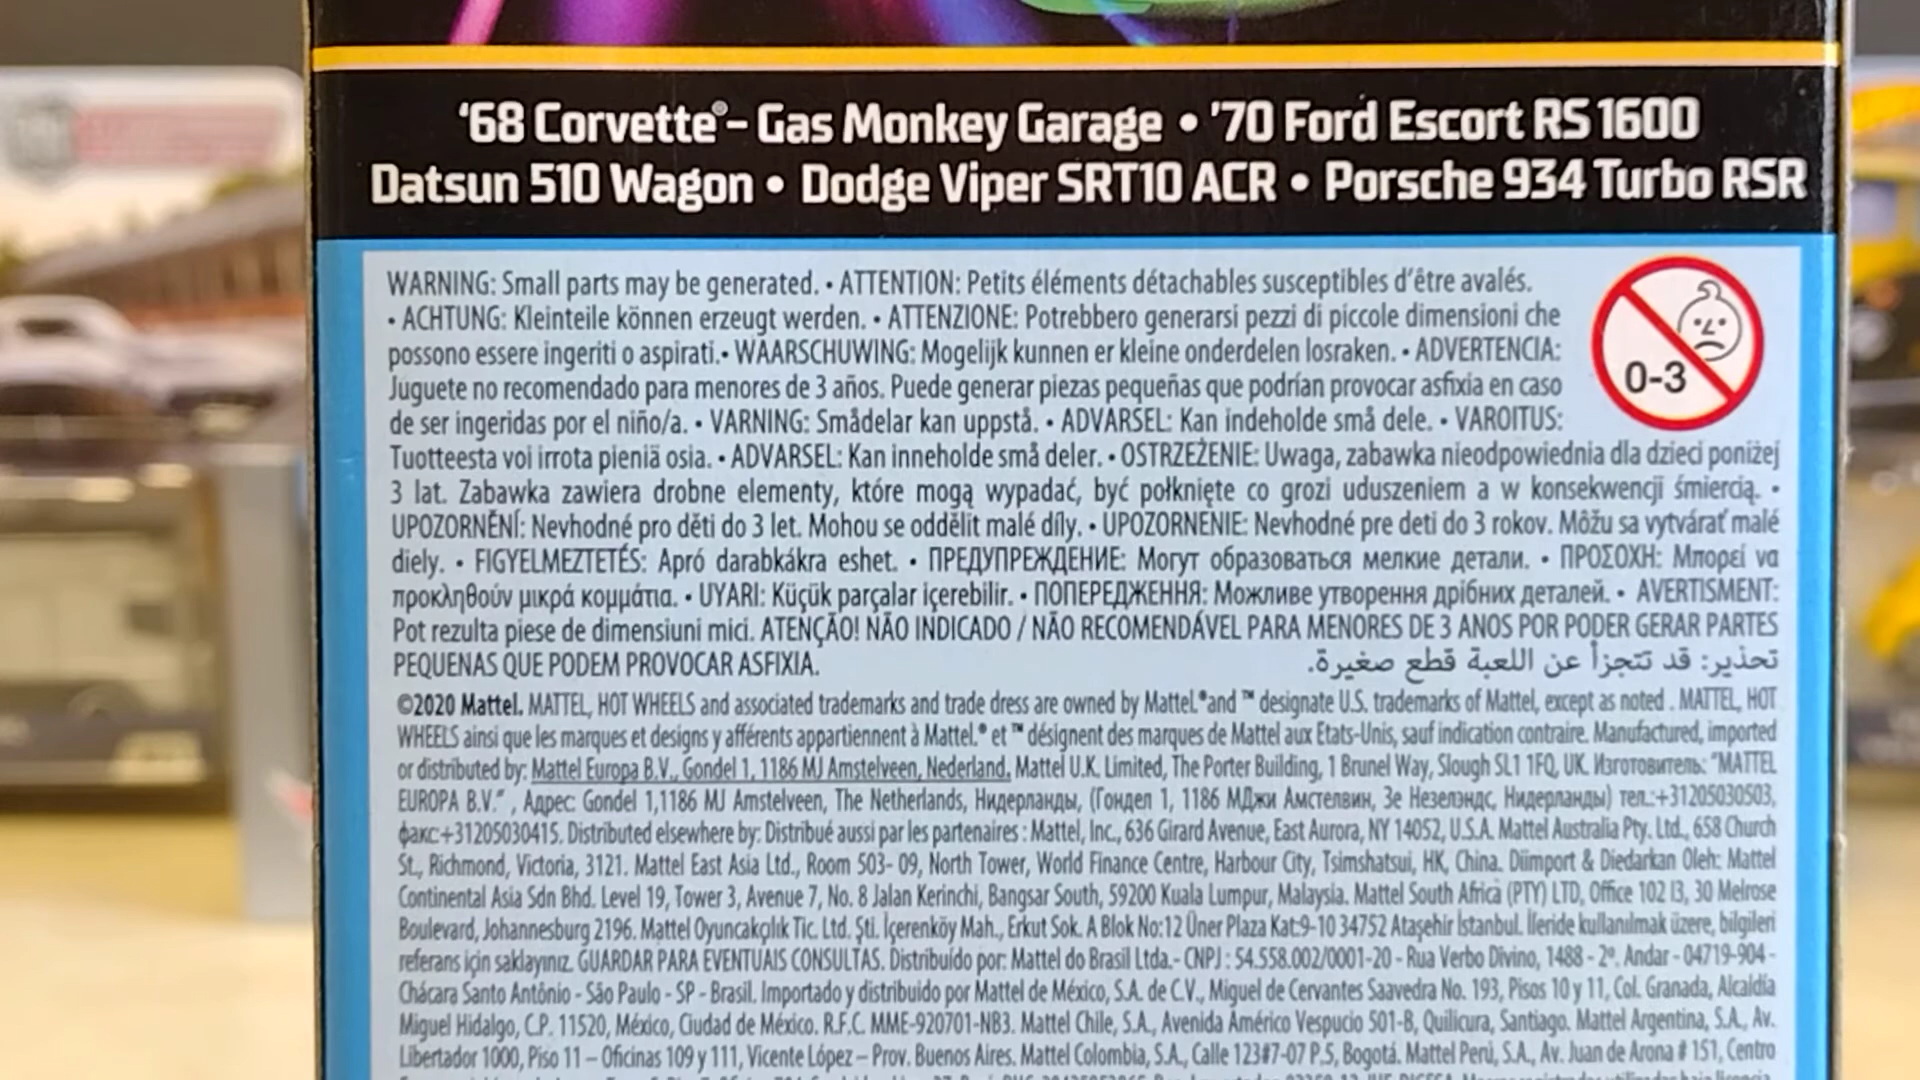 '68 Corvette®- Gas Monkey Garage • '70 Ford Escort RS 1600
Datsun 510 Wagon • Dodge Viper SRT10 ACR • Porsche 934 Turbo RSR
WARNING: Small parts may be generated. • ATTENTION: Petits éléments détachables susceptibles d'être avalés.
• ACHTUNG: Kleinteile können erzeugt werden. • ATTENZIONE: Potrebbero generarsi pezzi di piccole dimensioni che
possono essere ingeriti o aspirati.• WAARSCHUWING: Mogelijk kunnen er kleine onderdelen losraken. • ADVERTENCIA:
Juguete no recomendado para menores de 3 años. Puede generar piezas pequeñas que podrían provocar asfixia en caso
de ser ingeridas por el niño/a. • VARNING: Smådelar kan uppstå. • ADVARSEL: Kan indeholde små dele. • VAROITUS:
0-3
Tuotteesta voi irrota pieniä osia. • ADVARSEL: Kan inneholde små deler. • OSTRZEŻENIE: Uwaga, zabawka nieodpowiednia dla dzieci poniżej
3 lat. Zabawka zawiera drobne elementy, które mogą wypadać, być połknięte co grozi uduszeniem a w konsekwencji śmiercią. •
UPOZORNĚNÍ: Nevhodné pro děti do 3 let. Mohou se oddělit malé díly. • UPOZORNENIE: Nevhodné pre deti do 3 rokov. Môžu sa vytvárať malé
diely. • FIGYELMEZTETÉS: Apró darabkákra eshet. • ПРЕДУПРЕЖДЕНИЕ: Могут образоваться мелкие детали. • ΠΡΟΣΟΧΗ: Μπορεί να
προκληθούν μικρά κομμάτια. • UYARI: Küçük parçalar içerebilir. • ПОПЕРЕДЖЕННЯ: Можливе утворення дрібних деталей. • AVERTISMENT:
Pot rezulta piese de dimensiuni mici. ATENÇÃO! NÃO INDICADO / NÃO RECOMENDÁVEL PARA MENORES DE 3 ANOS POR PODER GERAR PARTES
PEQUENAS QUE PODEM PROVOCAR ASFIXIA. تحذير: قد تتجزأ عن اللعبة قطع صغيرة.
©2020 Mattel. MATTEL, HOT WHEELS and associated trademarks and trade dress are owned by Mattel.®and ™ designate U.S. trademarks of Mattel, except as noted . MATTEL, HOT
WHEELS ainsi que les marques et designs y afférents appartiennent à Mattel.® et ™ désignent des marques de Mattel aux Etats-Unis, sauf indication contraire. Manufactured, imported
or distributed by: Mattel Europa B.V., Gondel 1, 1186 MJ Amstelveen, Nederland. Mattel U.K. Limited, The Porter Building, 1 Brunel Way, Slough SL1 1FQ, UK. Изготовитель: "MATTEL
EUROPA B.V." , Адрес: Gondel 1,1186 MJ Amstelveen, The Netherlands, Нидерланды, (Гондел 1, 1186 МДжи Амстелвин, Зе Незелэндс, Нидерланды) тел.:+31205030503,
факс:+31205030415. Distributed elsewhere by: Distribué aussi par les partenaires : Mattel, Inc., 636 Girard Avenue, East Aurora, NY 14052, U.S.A. Mattel Australia Pty. Ltd., 658 Church
St., Richmond, Victoria, 3121. Mattel East Asia Ltd., Room 503- 09, North Tower, World Finance Centre, Harbour City, Tsimshatsui, HK, China. Diimport & Diedarkan Oleh: Mattel
Continental Asia Sdn Bhd. Level 19, Tower 3, Avenue 7, No. 8 Jalan Kerinchi, Bangsar South, 59200 Kuala Lumpur, Malaysia. Mattel South Africa (PTY) LTD, Office 102 I3, 30 Melrose
Boulevard, Johannesburg 2196. Mattel Oyuncakçılık Tic. Ltd. Şti. İçerenköy Mah., Erkut Sok. A Blok No:12 Üner Plaza Kat:9-10 34752 Ataşehir İstanbul. İleride kullanılmak üzere, bilgileri
referans için saklayınız. GUARDAR PARA EVENTUAIS CONSULTAS. Distribuído por: Mattel do Brasil Ltda.- CNPJ : 54.558.002/0001-20 - Rua Verbo Divino, 1488 - 2º. Andar - 04719-904 -
Chácara Santo Antônio - São Paulo - SP - Brasil. Importado y distribuido por Mattel de México, S.A. de C.V., Miguel de Cervantes Saavedra No. 193, Pisos 10 y 11, Col. Granada, Alcaldía
Miguel Hidalgo, C.P. 11520, México, Ciudad de México. R.F.C. MME-920701-NB3. Mattel Chile, S.A., Avenida Américo Vespucio 501-B, Quilicura, Santiago. Mattel Argentina, S.A., Av.
Libertador 1000, Piso 11 – Oficinas 109 y 111, Vicente López – Prov. Buenos Aires. Mattel Colombia, S.A., Calle 123#7-07 P.5, Bogotá. Mattel Perú, S.A., Av. Juan de Arona # 151, Centro